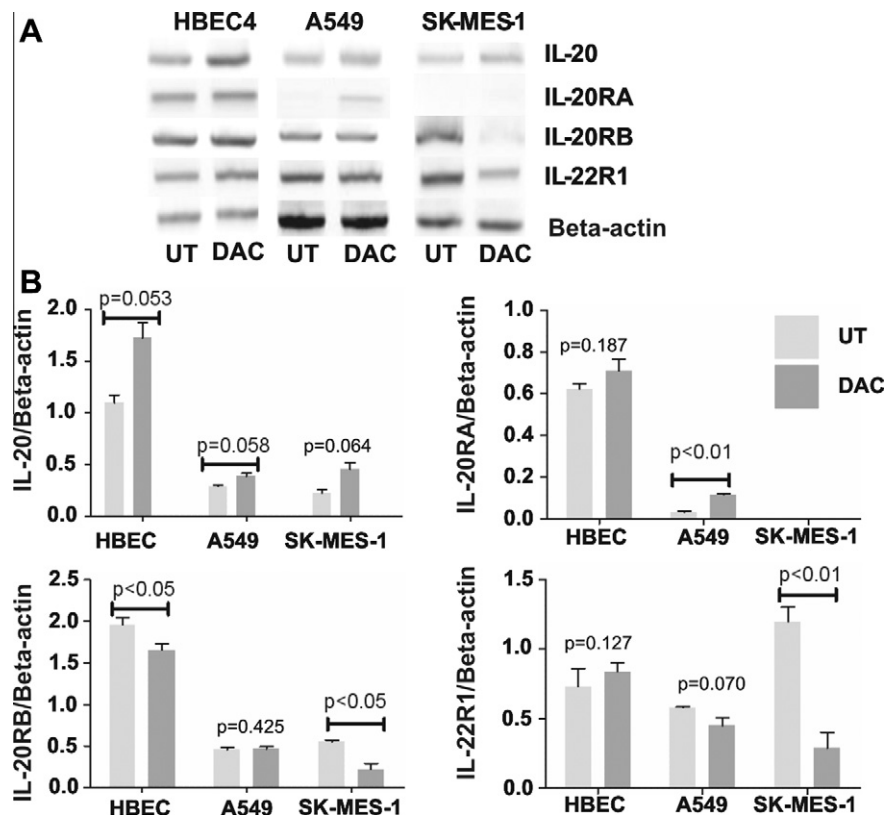 A
HBEC4 A549 SK-MES-1
IL-20
IL-20RA
IL-20RB
IL-22R1
Beta-actin
UT DAC UT DAC UT DAC
B
IL-20/Beta-actin
2.0
1.5
1.0
0.5
0.0
p=0.053
p=0.058
p=0.064
HBEC A549 SK-MES-1
IL-20RA/Beta-actin
1.0
0.8
0.6
0.4
0.2
0.0
p=0.187
p<0.01
HBEC A549 SK-MES-1
UT
DAC
IL-20RB/Beta-actin
2.5
2.0
1.5
1.0
0.5
0.0
p<0.05
p=0.425
p<0.05
HBEC A549 SK-MES-1
IL-22R1/Beta-actin
1.5
1.0
0.5
0.0
p=0.127
p=0.070
p<0.01
HBEC A549 SK-MES-1